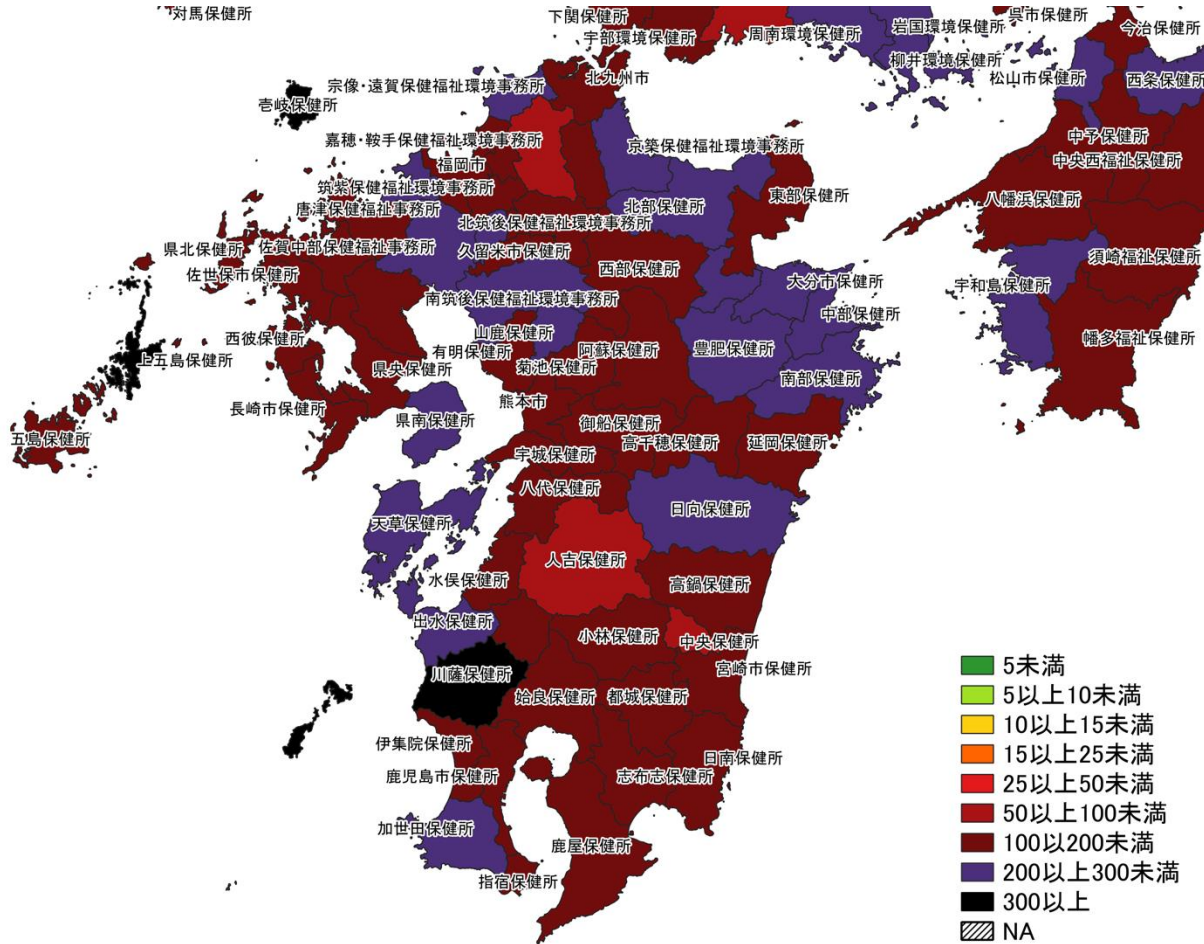 対馬保健所
下関保健所
宇部環境保健所
周南環境保健所
岩国環境保健所
呉市保健所
今治保健所
柳井環境保健所
松山市保健所
西条保健所
宗像・遠賀保健福祉環境事務所
北九州市
壱岐保健所
嘉穂・鞍手保健福祉環境事務所
京築保健福祉環境事務所
中予保健所
福岡市
中央西福祉保健所
筑紫保健福祉環境事務所
東部保健所
八幡浜保健所
唐津保健福祉事務所
北部保健所
北筑後保健福祉環境事務所
県北保健所
佐賀中部保健福祉事務所
久留米市保健所
西部保健所
須崎福祉保健所
佐世保市保健所
大分市保健所
宇和島保健所
南筑後保健福祉環境事務所
中部保健所
山鹿保健所
幡多福祉保健所
西彼保健所
有明保健所
阿蘇保健所
豊肥保健所
上五島保健所
県央保健所
菊池保健所
南部保健所
長崎市保健所
熊本市
県南保健所
御船保健所
五島保健所
高千穂保健所
延岡保健所
宇城保健所
八代保健所
日向保健所
天草保健所
人吉保健所
水俣保健所
高鍋保健所
出水保健所
小林保健所
中央保健所
川薩保健所
宮崎市保健所
姶良保健所
都城保健所
伊集院保健所
日南保健所
鹿児島市保健所
志布志保健所
加世田保健所
鹿屋保健所
指宿保健所
5未満
5以上10未満
10以上15未満
15以上25未満
25以上50未満
50以上100未満
100以200未満
200以上300未満
300以上
NA